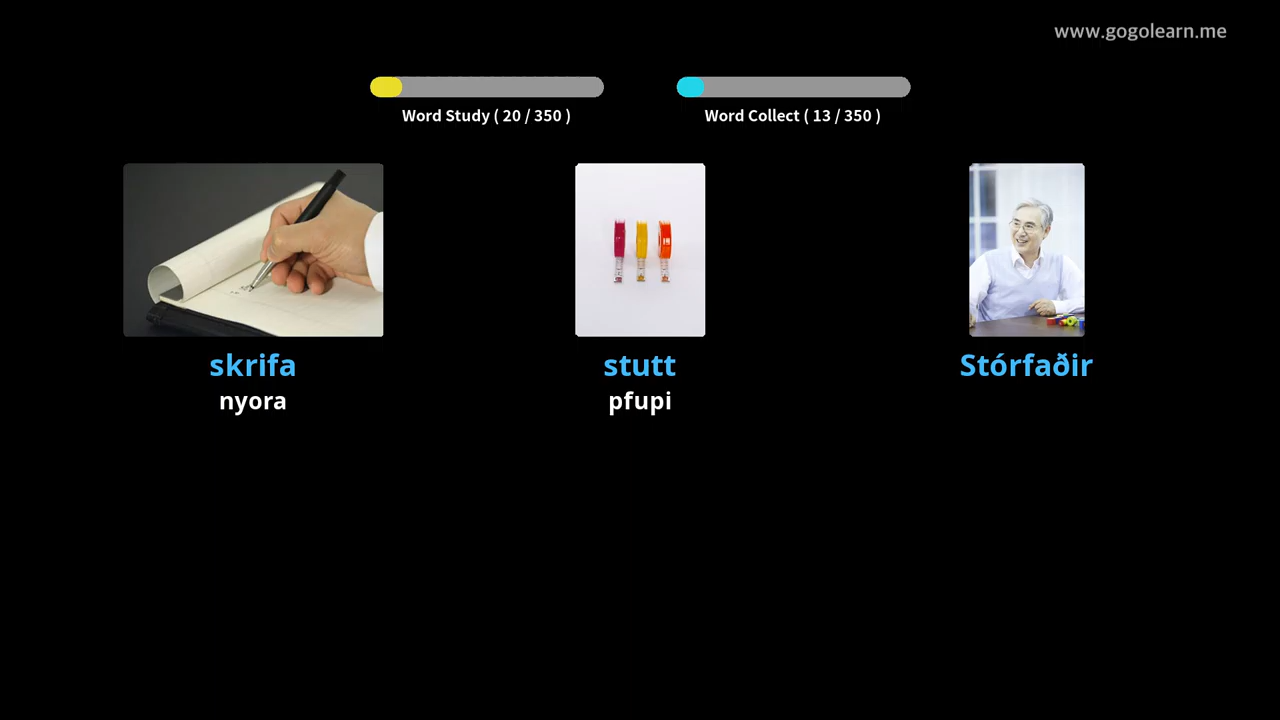 www.gogolearn.me
Word Study ( 20 / 350 )
Word Collect ( 13 / 350 )
skrifa
nyora
stutt
pfupi
Stórfaðir